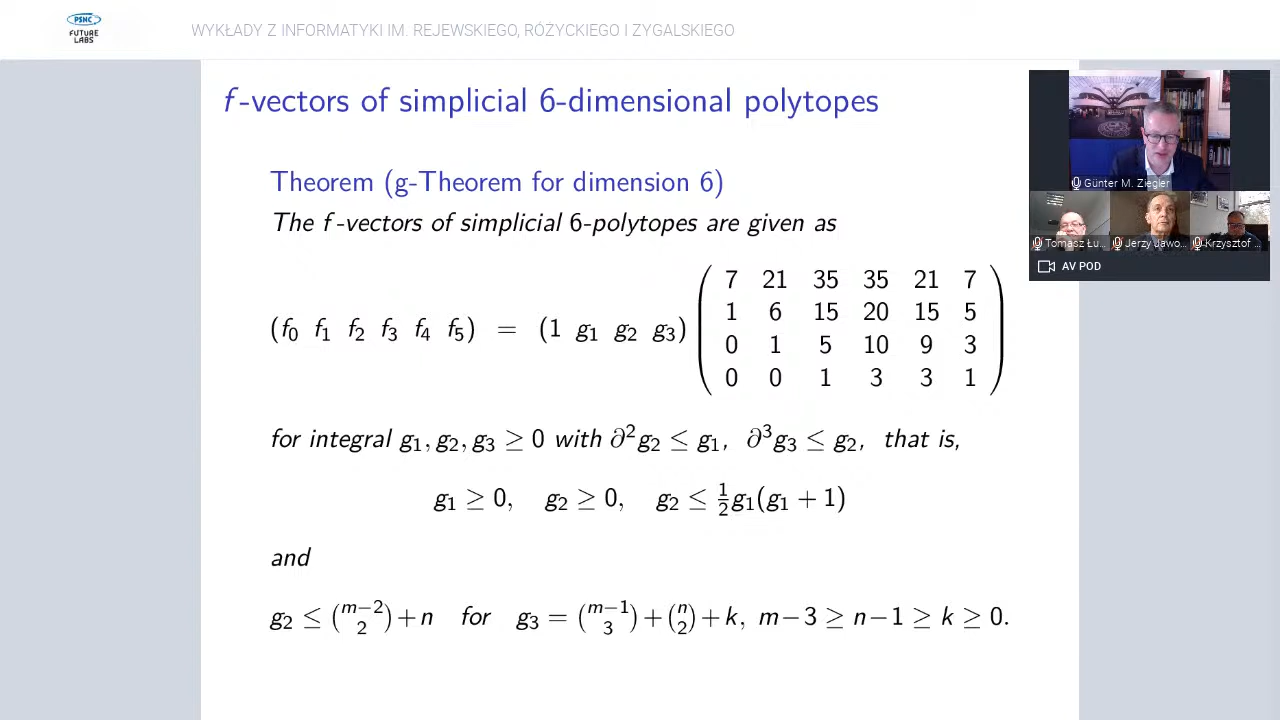 PSNC
FUTURE
LABS
WYKŁADY Z INFORMATYKI IM. REJEWSKIEGO, RÓŻYCKIEGO I ZYGALSKIEGO
f-vectors of simplicial 6-dimensional polytopes
Theorem (g-Theorem for dimension 6)
The f-vectors of simplicial 6-polytopes are given as
(f₀ f₁ f₂ f₃ f₄ f₅) = (1 g₁ g₂ g₃)
7 21 35 35 21 7
1 6 15 20 15 5
0 1 5 10 9 3
0 0 1 3 3 1
for integral g₁, g₂, g₃ ≥ 0 with ∂²g₂ ≤ g₁, ∂³g₃ ≤ g₂, that is,
g₁ ≥ 0, g₂ ≥ 0, g₂ ≤ ½g₁(g₁ + 1)
and
g₂ ≤ (m−2 2) + n for g₃ = (m−1 3) + (n 2) + k, m−3 ≥ n−1 ≥ k ≥ 0.
Günter M. Ziegler
Tomasz Łu...
Jerzy Jawo...
Krzysztof ...
AV POD